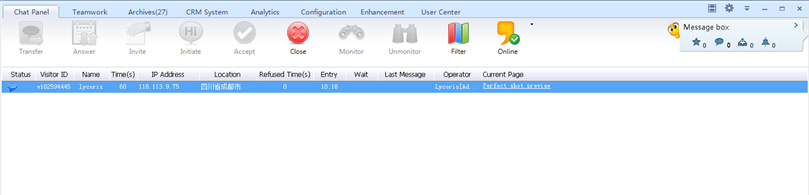 Chat Panel Teamwork Archives(27) CRM System Analytics Configuration Enhancement User Center
Transfer Answer Invite Initiate Accept Close Monitor Unmonitor Filter Online
Hi
Message box
0 0 0 0
Status Visitor ID Name Time(s) IP Address Location Refused Time(s) Entry Wait Last Message Operator Current Page
v182594445 lycoris 68 118.113.9.75 四川省成都市 0 10:18 Lycoris[Ad... Perfect shot preview